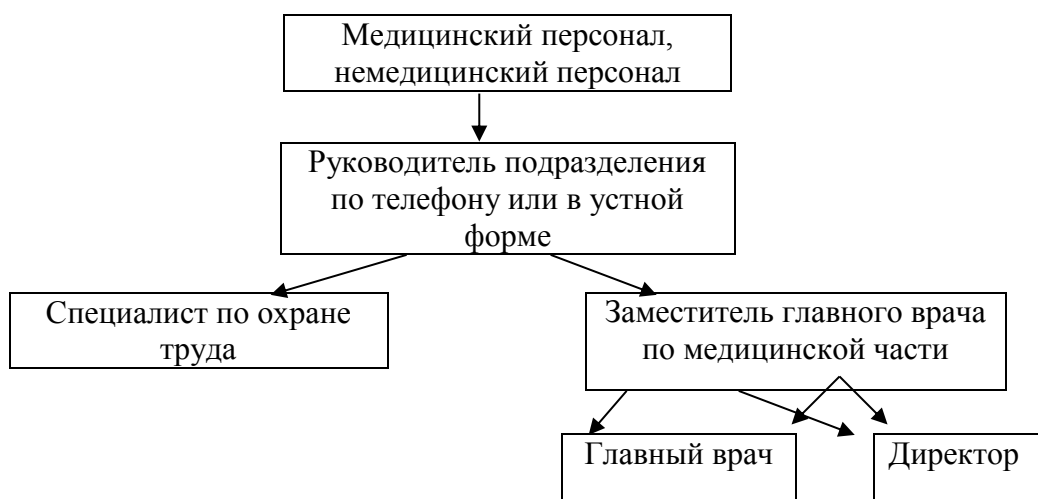 Медицинский персонал,
немедицинский персонал
Руководитель подразделения
по телефону или в устной
форме
Специалист по охране
труда
Заместитель главного врача
по медицинской части
Главный врач
Директор